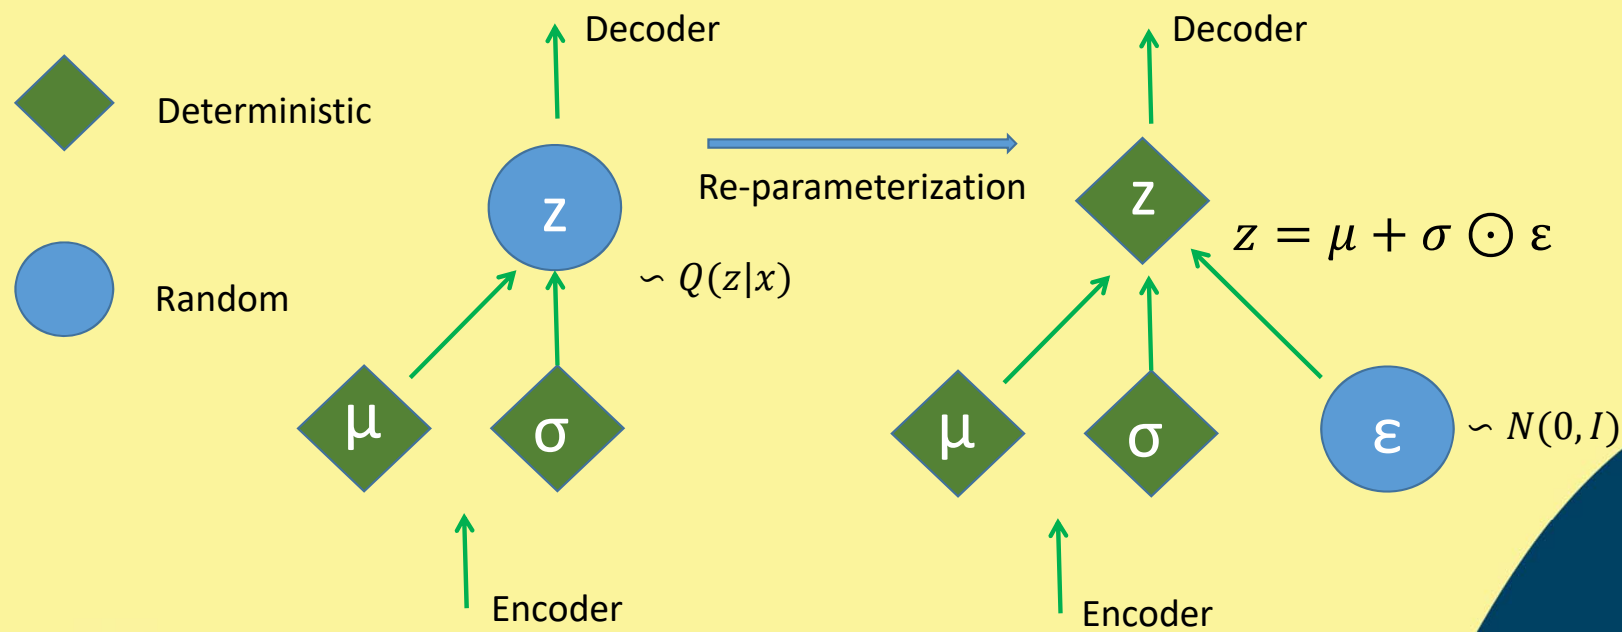 Decoder
Decoder
Deterministic
Re-parameterization
z
z
z = μ + σ ⊙ ε
∽ Q(z|x)
Random
μ
σ
μ
σ
ε
∽ N(0, I)
Encoder
Encoder